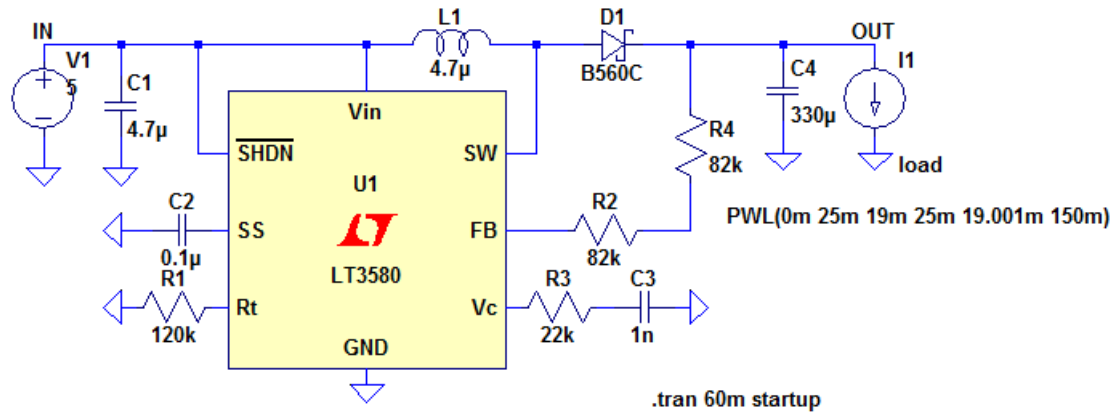 IN
V1
5
C1
4.7µ
L1
4.7µ
D1
B560C
OUT
C4
330µ
I1
load
R4
82k
Vin
SHDN
SW
U1
SS
FB
LT3580
Rt
Vc
GND
C2
0.1µ
R1
120k
R2
82k
R3
22k
C3
1n
PWL(0m 25m 19m 25m 19.001m 150m)
.tran 60m startup